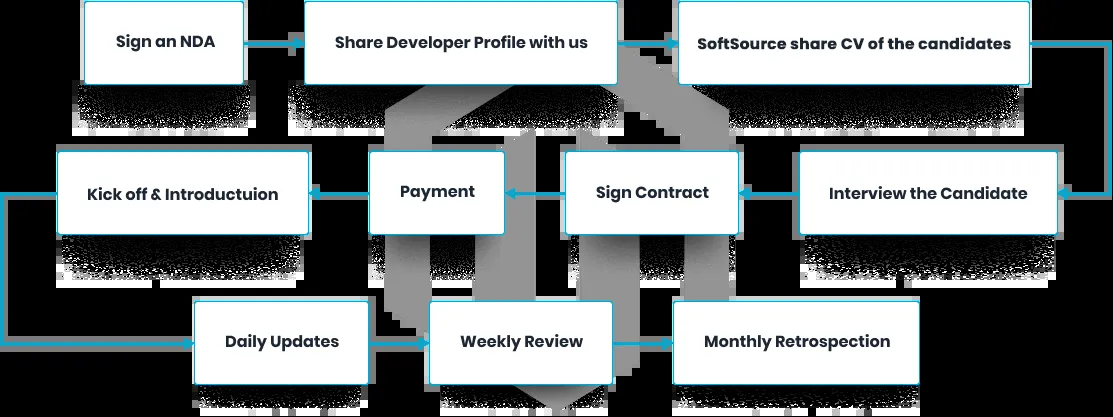 Sign an NDA
Share Developer Profile with us
SoftSource share CV of the candidates
Interview the Candidate
Sign Contract
Payment
Kick off & Introductuion
Daily Updates
Weekly Review
Monthly Retrospection